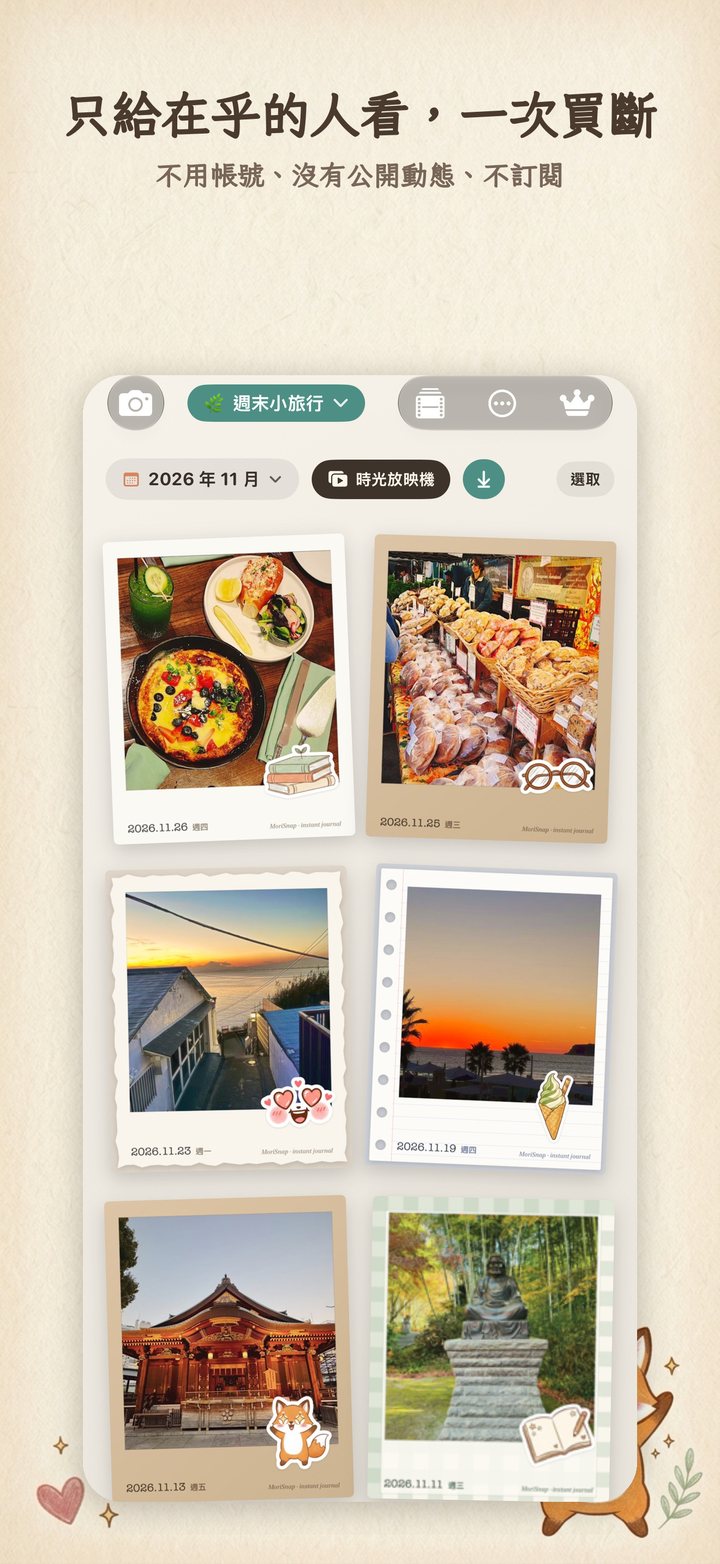 只給在乎的人看，一次買斷
不用帳號、沒有公開動態、不訂閱
週末小旅行
2026 年 11 月
時光放映機
選取
2026.11.26 週四
MoriSnap · instant journal
2026.11.25 週三
MoriSnap · instant journal
2026.11.23 週一
MoriSnap · instant journal
2026.11.19 週四
MoriSnap · instant journal
2026.11.13 週五
MoriSnap · instant journal
2026.11.11 週三
MoriSnap · instant journal